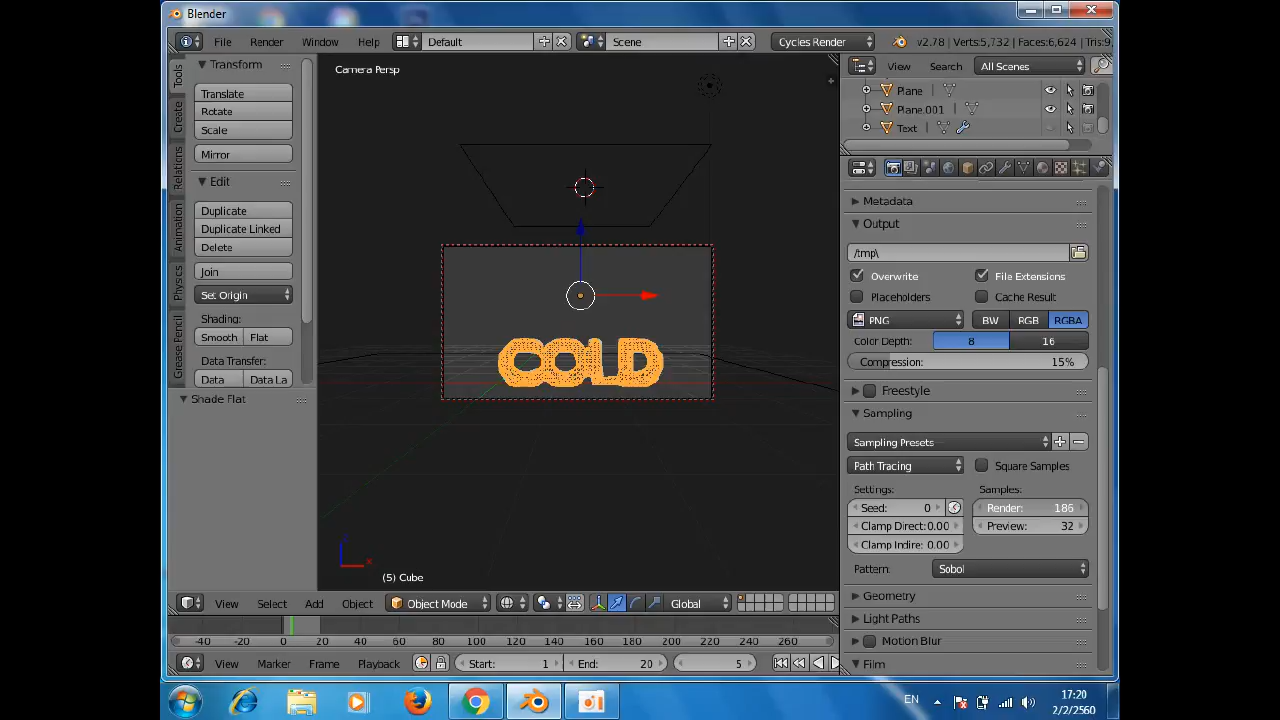 Blender
File Render Window Help Default Scene Cycles Render v2.78 | Verts:5,732 | Faces:6,624 | Tris:9,
Tools
Create
Relations
Animation
Physics
Grease Pencil
Transform
Translate
Rotate
Scale
Mirror
Edit
Duplicate
Duplicate Linked
Delete
Join
Set Origin
Shading:
Smooth Flat
Data Transfer:
Data Data La
Shade Flat
Camera Persp
COLD
(5) Cube
View Search All Scenes
Plane
Plane.001
Text
Metadata
Output
/tmp\
Overwrite File Extensions
Placeholders Cache Result
PNG BW RGB RGBA
Color Depth: 8 16
Compression: 15%
Freestyle
Sampling
Sampling Presets
Path Tracing Square Samples
Settings: Samples:
Seed: 0 Render: 186
Clamp Direct:0.00 Preview: 32
Clamp Indire: 0.00
Pattern: Sobol
Geometry
Light Paths
Motion Blur
Film
View Select Add Object Object Mode Global
-40 -20 0 20 40 60 80 100 120 140 160 180 200 220 240 260
View Marker Frame Playback Start: 1 End: 20 5
EN 17:20
2/2/2560